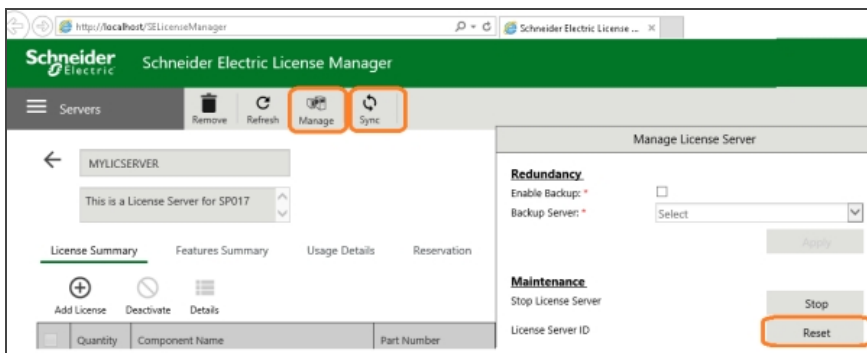 http://localhost/SELicenseManager
Schneider Electric License ...
Schneider Electric
Schneider Electric License Manager
Servers
Remove
Refresh
Manage
Sync
Manage License Server
MYLICSERVER
This is a License Server for SP017
Redundancy
Enable Backup: *
Backup Server: *
Select
Apply
License Summary
Features Summary
Usage Details
Reservation
Maintenance
Stop License Server
Stop
License Server ID
Reset
Add License
Deactivate
Details
Quantity
Component Name
Part Number